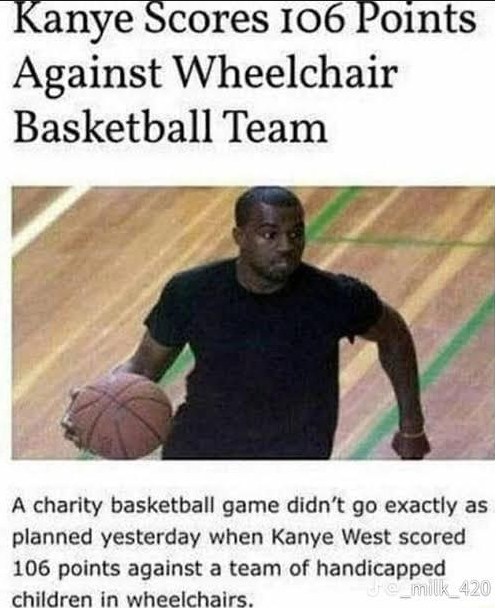 Kanye Scores 106 Points
Against Wheelchair
Basketball Team
A charity basketball game didn't go exactly as
planned yesterday when Kanye West scored
106 points against a team of handicapped
children in wheelchairs.
_milk_420